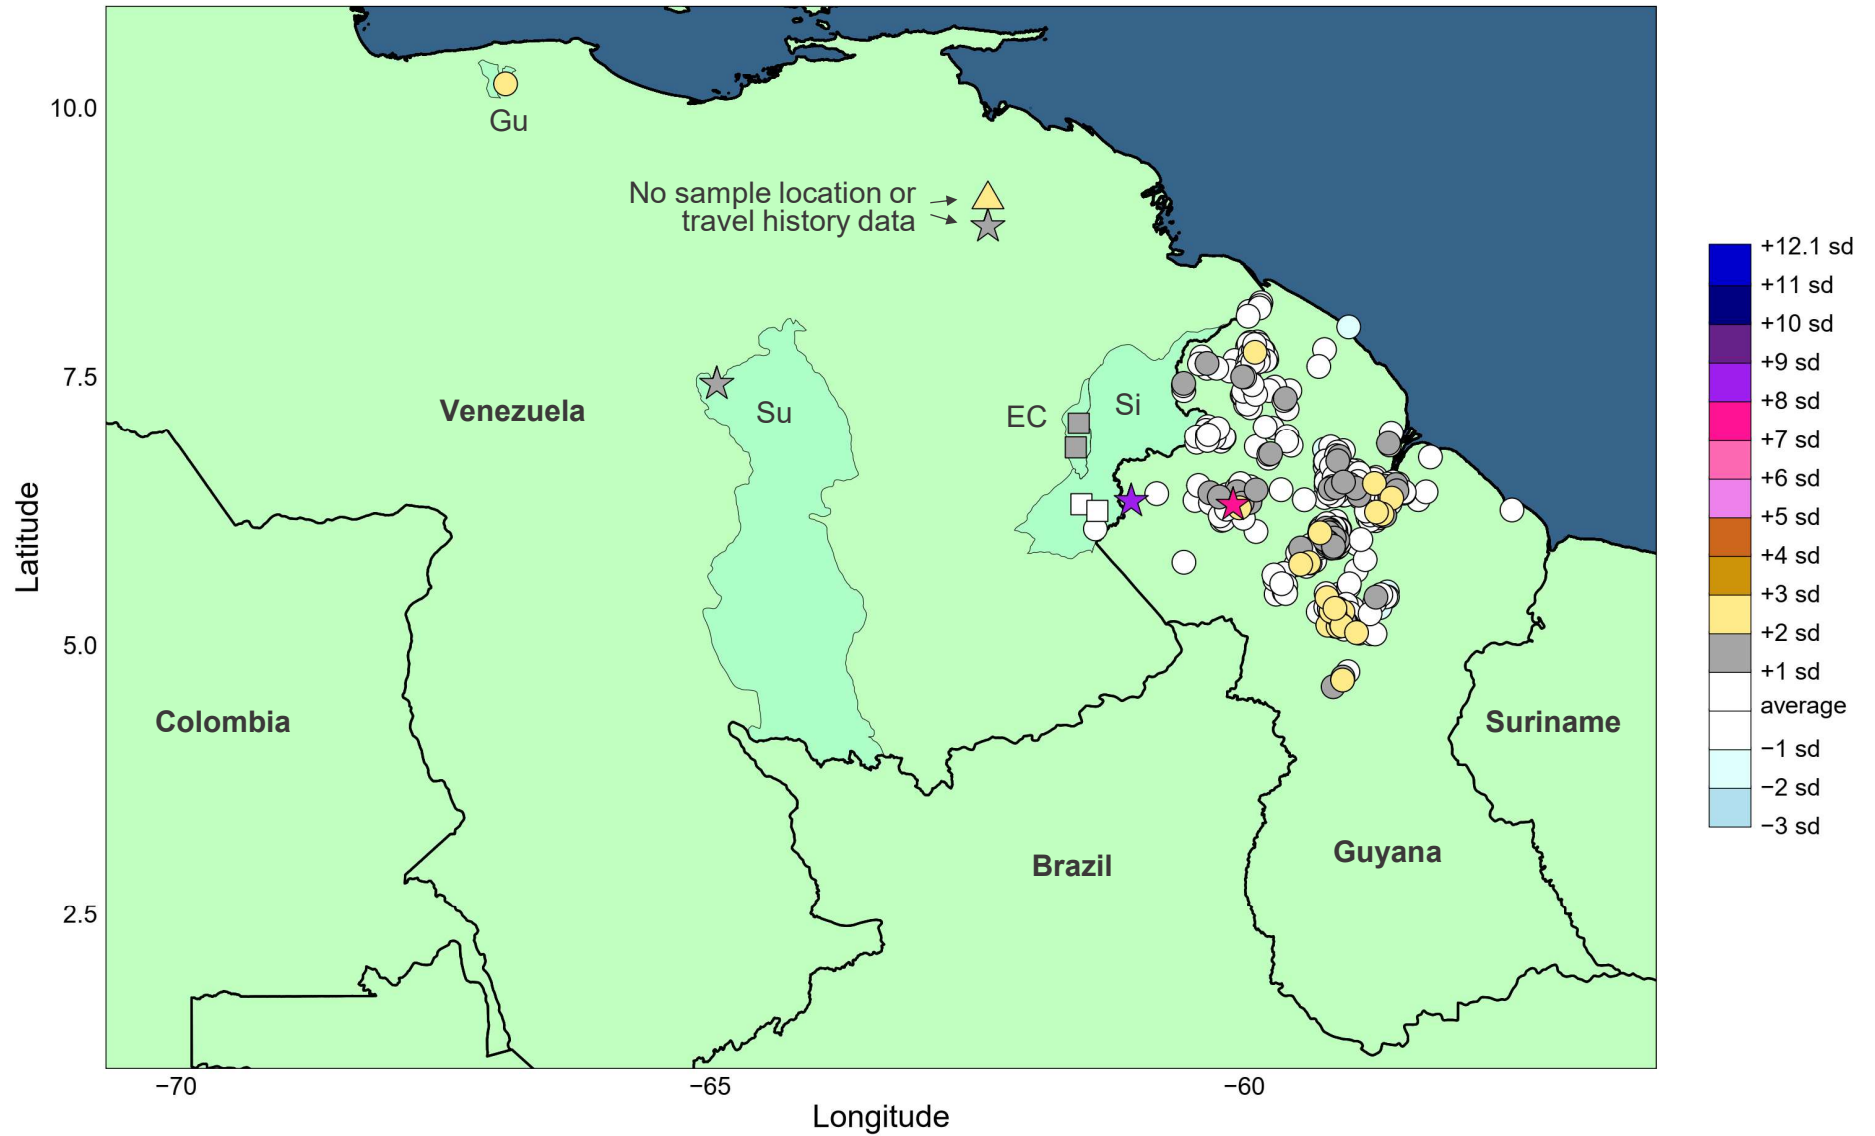 10.0
7.5
5.0
2.5
Latitude
−70
−65
−60
Longitude
Gu
No sample location or
travel history data
Venezuela
Su
EC
Si
Colombia
Brazil
Guyana
Suriname
+12.1 sd
+11 sd
+10 sd
+9 sd
+8 sd
+7 sd
+6 sd
+5 sd
+4 sd
+3 sd
+2 sd
+1 sd
average
−1 sd
−2 sd
−3 sd